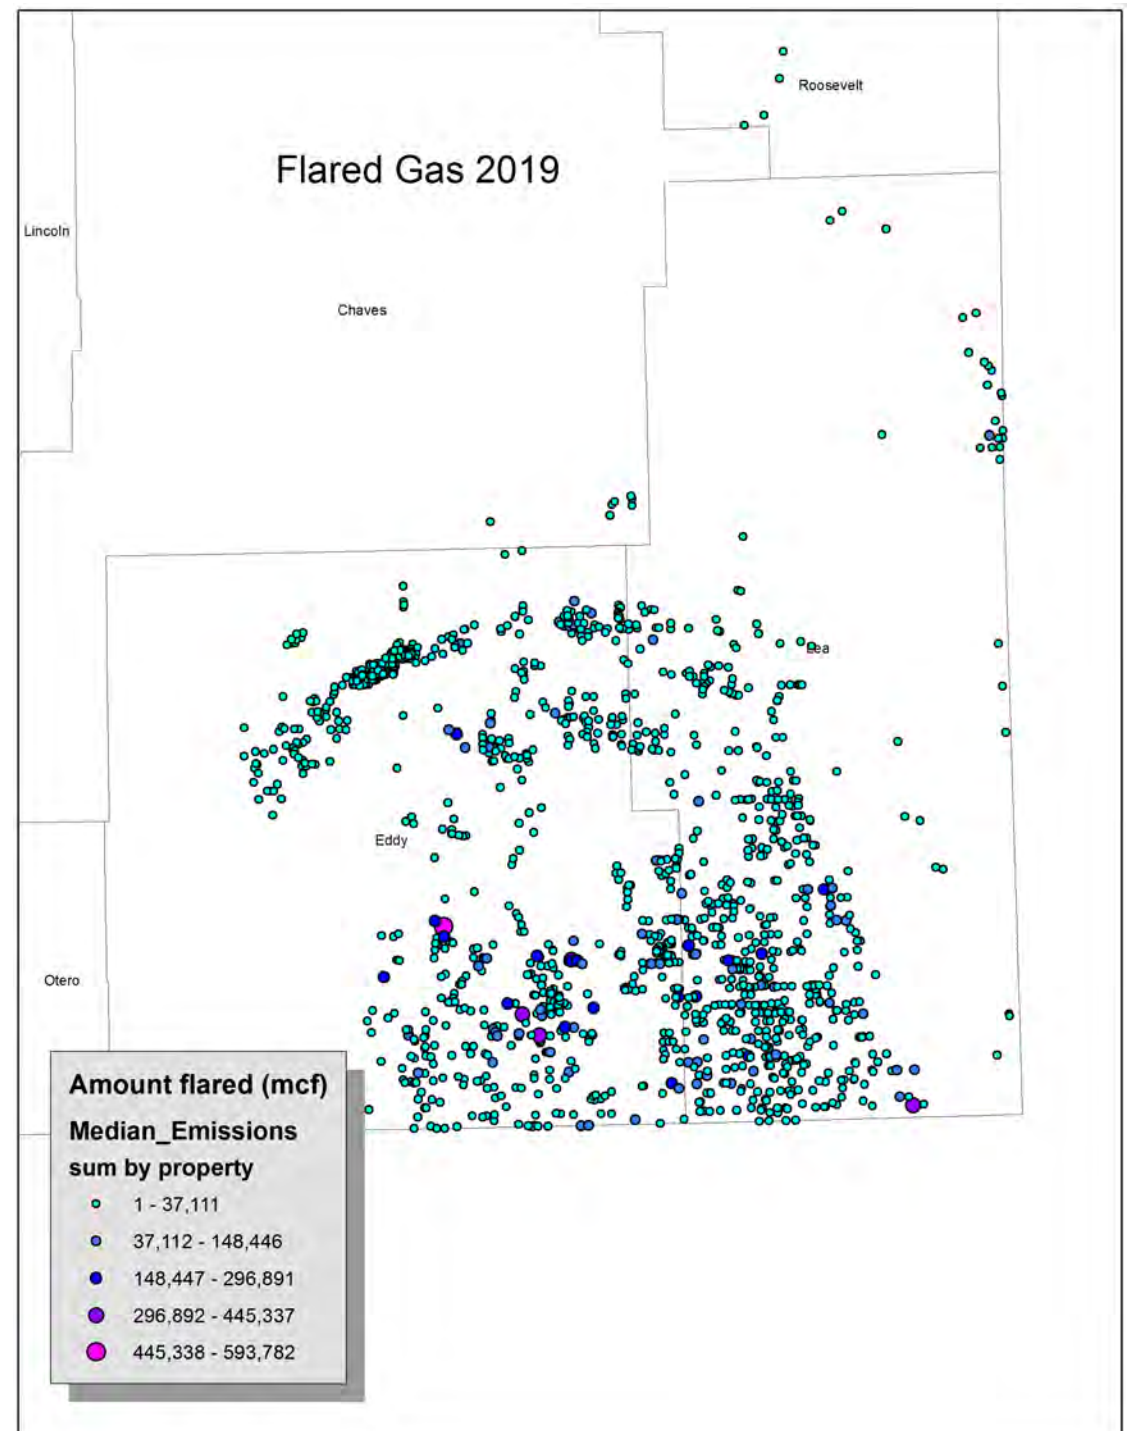 Roosevelt
Flared Gas 2019
Lincoln
Chaves
Lea
Eddy
Otero
Amount flared (mcf)
Median_Emissions
sum by property
1 - 37,111
37,112 - 148,446
148,447 - 296,891
296,892 - 445,337
445,338 - 593,782